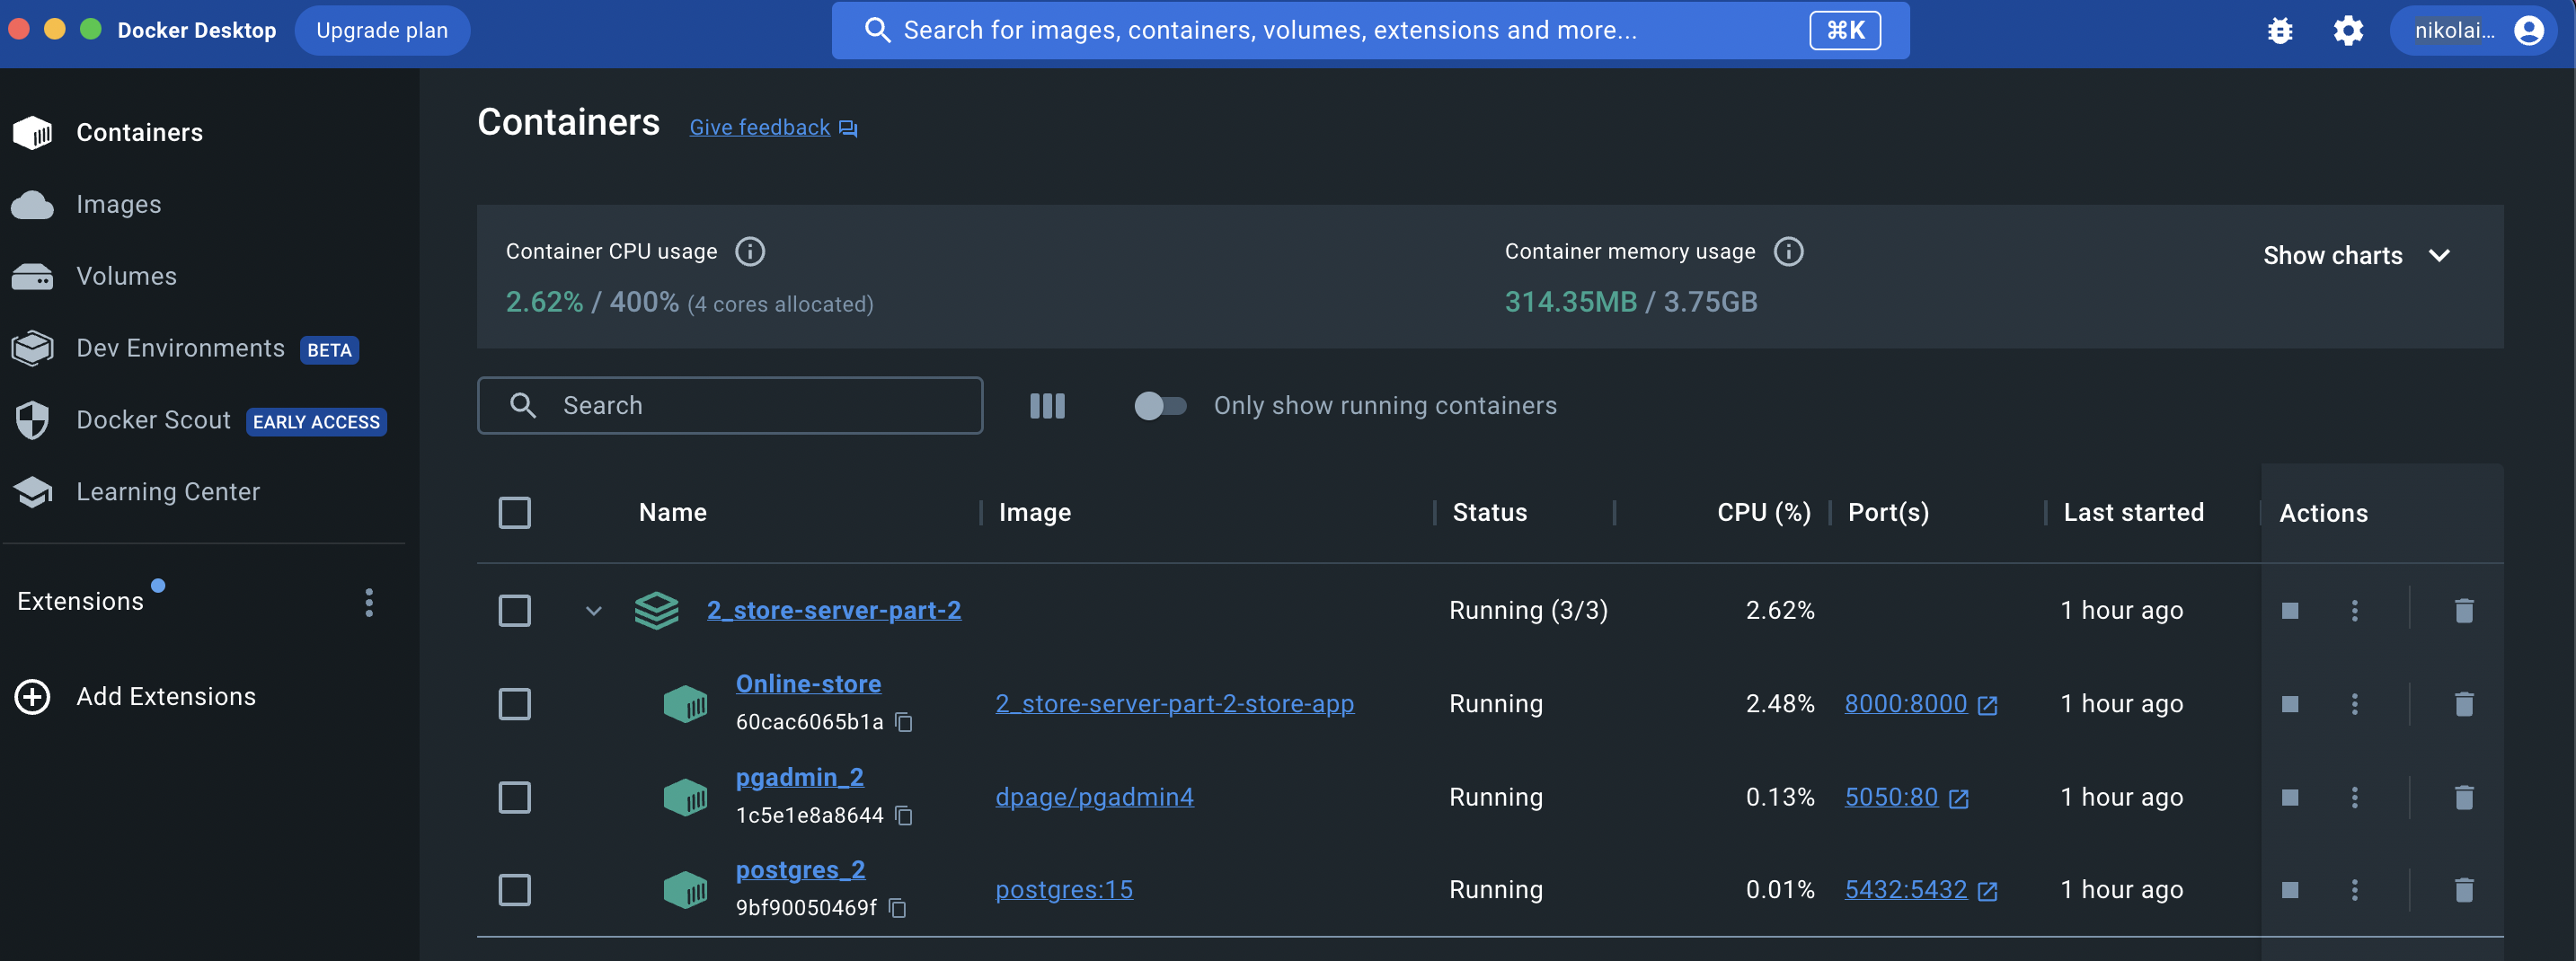 Docker Desktop Upgrade plan Search for images, containers, volumes, extensions and more... ⌘K nikolai...
Containers
Images
Volumes
Dev Environments BETA
Docker Scout EARLY ACCESS
Learning Center
Extensions
Add Extensions
Containers Give feedback
Container CPU usage
2.62% / 400% (4 cores allocated)
Container memory usage
314.35MB / 3.75GB
Show charts
Search
Only show running containers
Name Image Status CPU (%) Port(s) Last started Actions
2_store-server-part-2 Running (3/3) 2.62% 1 hour ago
Online-store
60cac6065b1a
2_store-server-part-2-store-app Running 2.48% 8000:8000 1 hour ago
pgadmin_2
1c5e1e8a8644
dpage/pgadmin4 Running 0.13% 5050:80 1 hour ago
postgres_2
9bf90050469f
postgres:15 Running 0.01% 5432:5432 1 hour ago